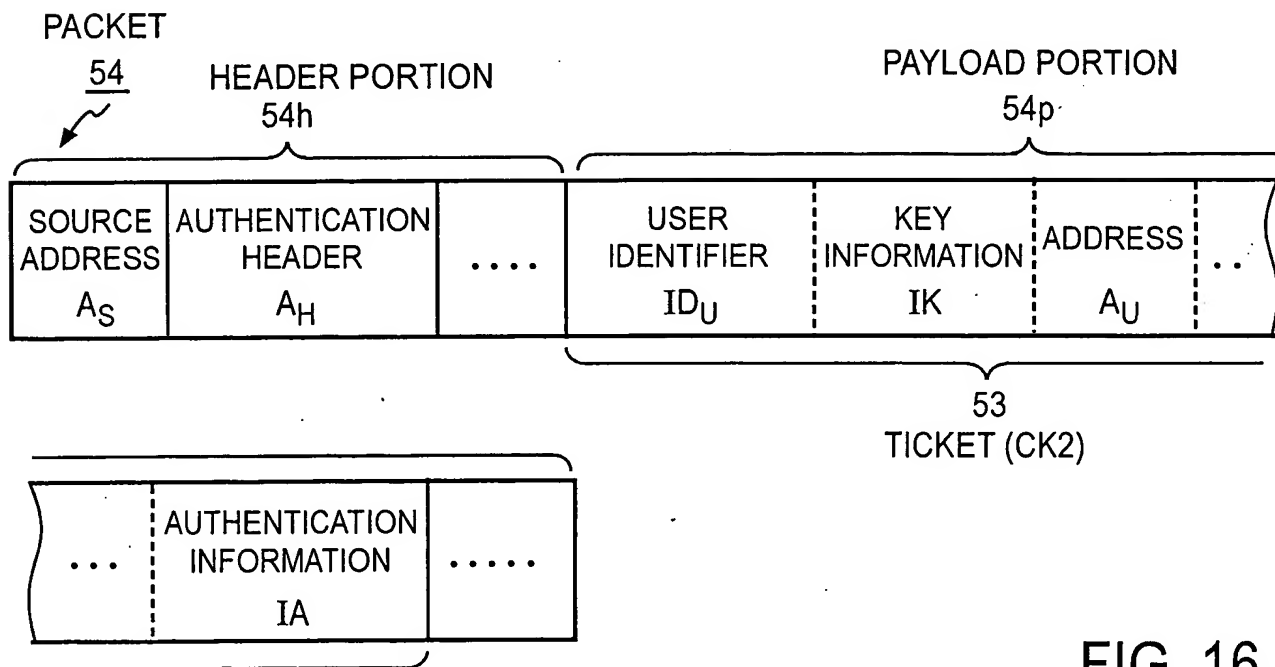 PACKET
54
HEADER PORTION
54h
PAYLOAD PORTION
54p
SOURCE ADDRESS
A_S
AUTHENTICATION HEADER
A_H
....
USER IDENTIFIER
ID_U
KEY INFORMATION
IK
ADDRESS
A_U
..
53
TICKET (CK2)
...
AUTHENTICATION INFORMATION
IA
.....
FIG. 16